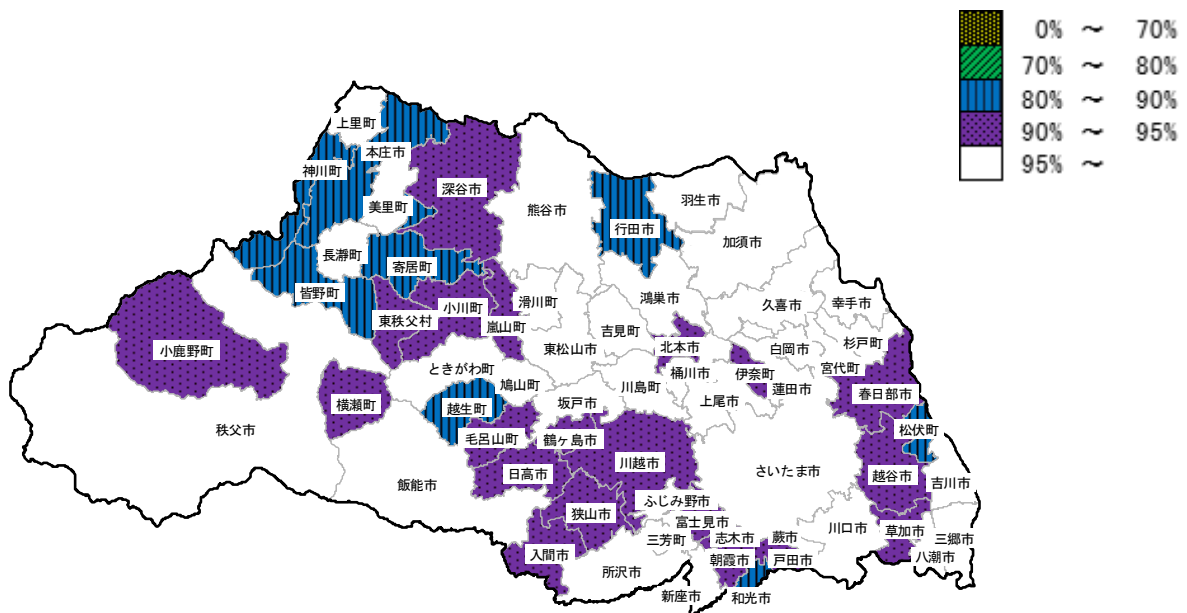 0% ～ 70%
70% ～ 80%
80% ～ 90%
90% ～ 95%
95% ～
上里町
本庄市
神川町
深谷市
美里町
羽生市
熊谷市
行田市
加須市
長瀞町
寄居町
皆野町
小川町
滑川町
鴻巣市
久喜市
幸手市
東秩父村
嵐山町
吉見町
小鹿野町
東松山市
北本市
白岡市
杉戸町
ときがわ町
桶川市
伊奈町
宮代町
鳩山町
川島町
蓮田市
春日部市
横瀬町
越生町
坂戸市
上尾市
秩父市
松伏町
毛呂山町
鶴ヶ島市
川越市
さいたま市
日高市
越谷市
吉川市
飯能市
ふじみ野市
狭山市
富士見市
川口市
草加市
三芳町
志木市
蕨市
三郷市
入間市
朝霞市
戸田市
八潮市
所沢市
新座市
和光市